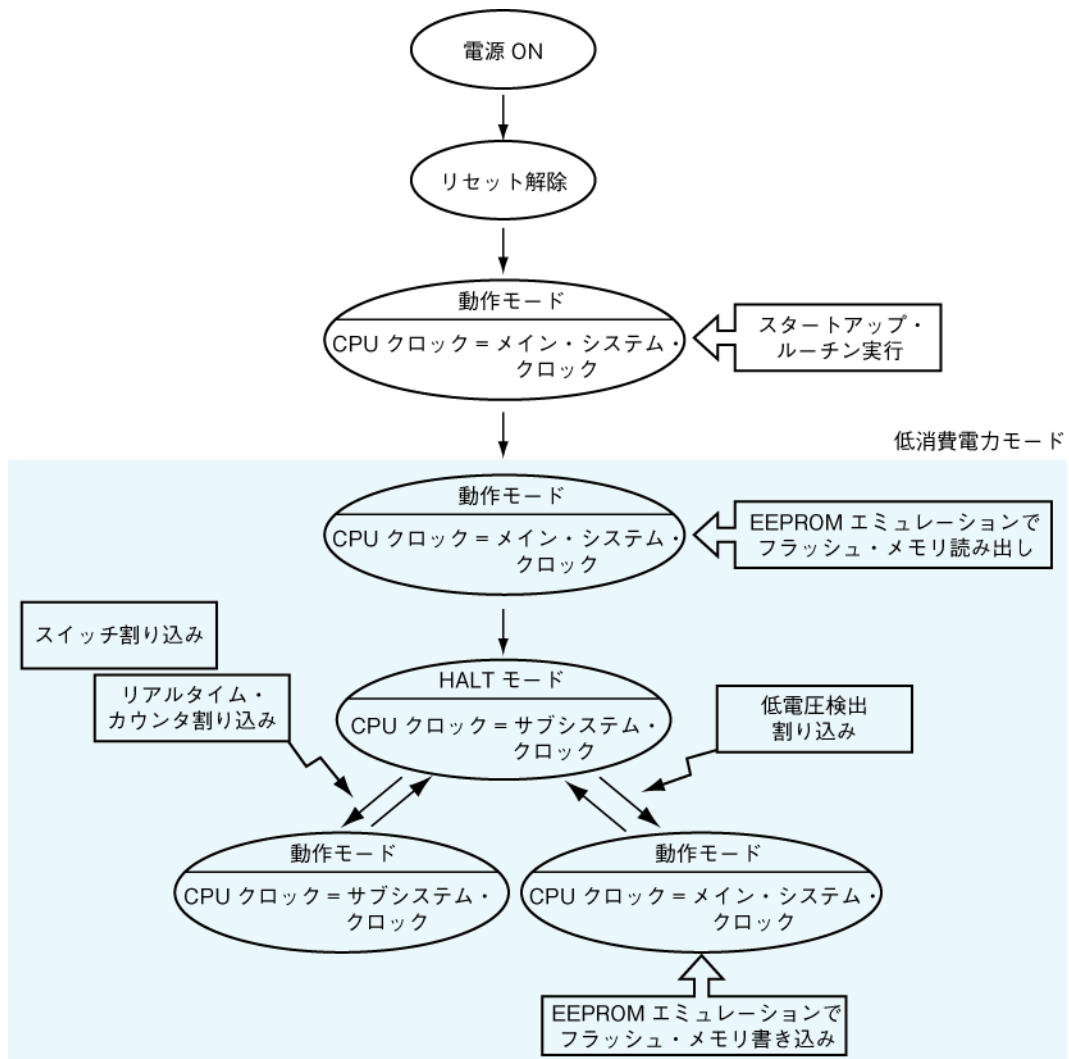 電源 ON
リセット解除
動作モード
CPU クロック = メイン・システム・
クロック
スタートアップ・
ルーチン実行
低消費電力モード
動作モード
CPU クロック = メイン・システム・
クロック
EEPROM エミュレーションで
フラッシュ・メモリ読み出し
スイッチ割り込み
リアルタイム・
カウンタ割り込み
HALT モード
CPU クロック = サブシステム・
クロック
低電圧検出
割り込み
動作モード
CPU クロック = サブシステム・
クロック
動作モード
CPU クロック = メイン・システム・
クロック
EEPROM エミュレーションで
フラッシュ・メモリ書き込み